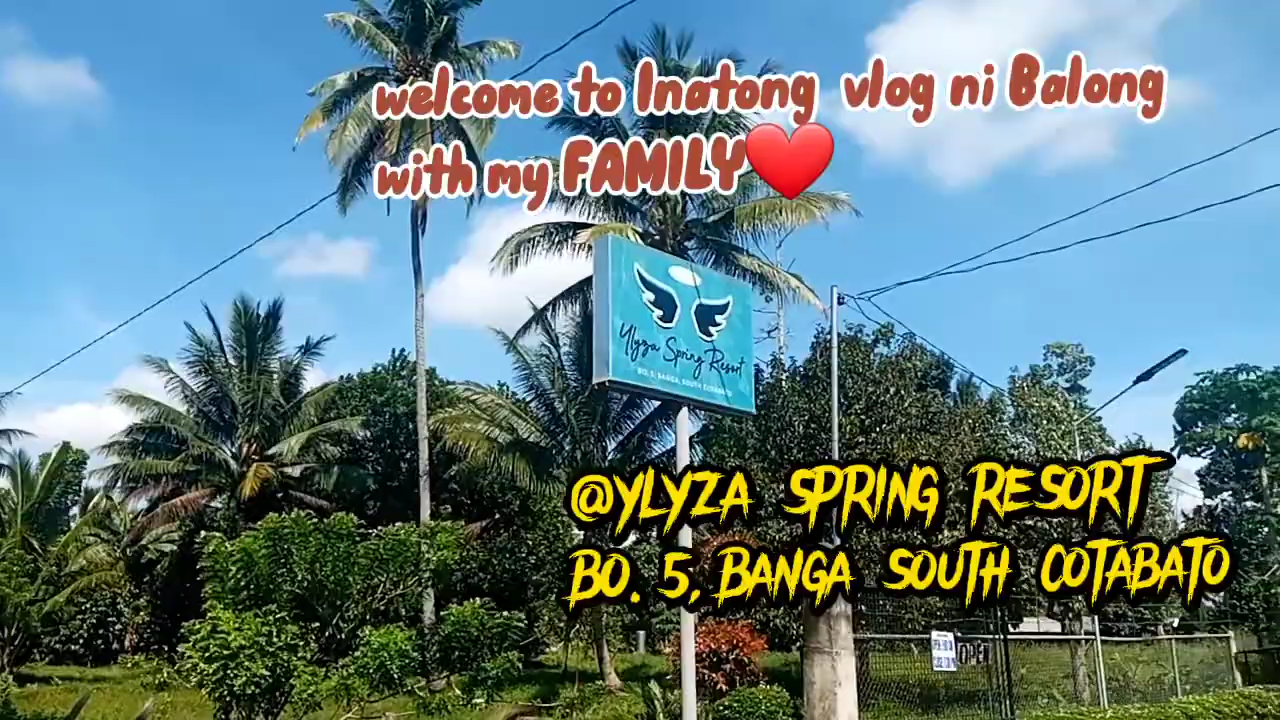 welcome to Inatong vlog ni Balong
with my FAMILY❤️
Ylyza Spring Resort
BO. 5, BANGA, SOUTH COTABATO
@YLYZA SPRING RESORT
BO. 5, BANGA SOUTH COTABATO
OPEN